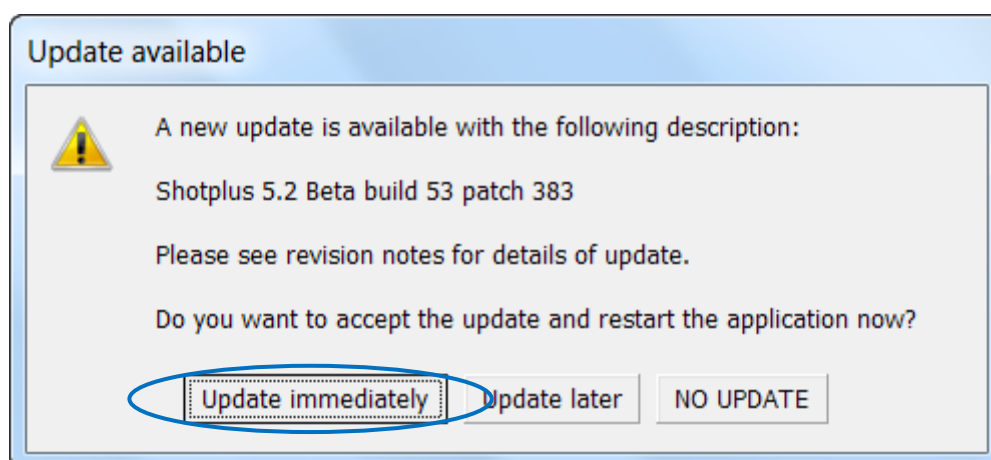 Update available
A new update is available with the following description:
Shotplus 5.2 Beta build 53 patch 383
Please see revision notes for details of update.
Do you want to accept the update and restart the application now?
Update immediately Update later NO UPDATE